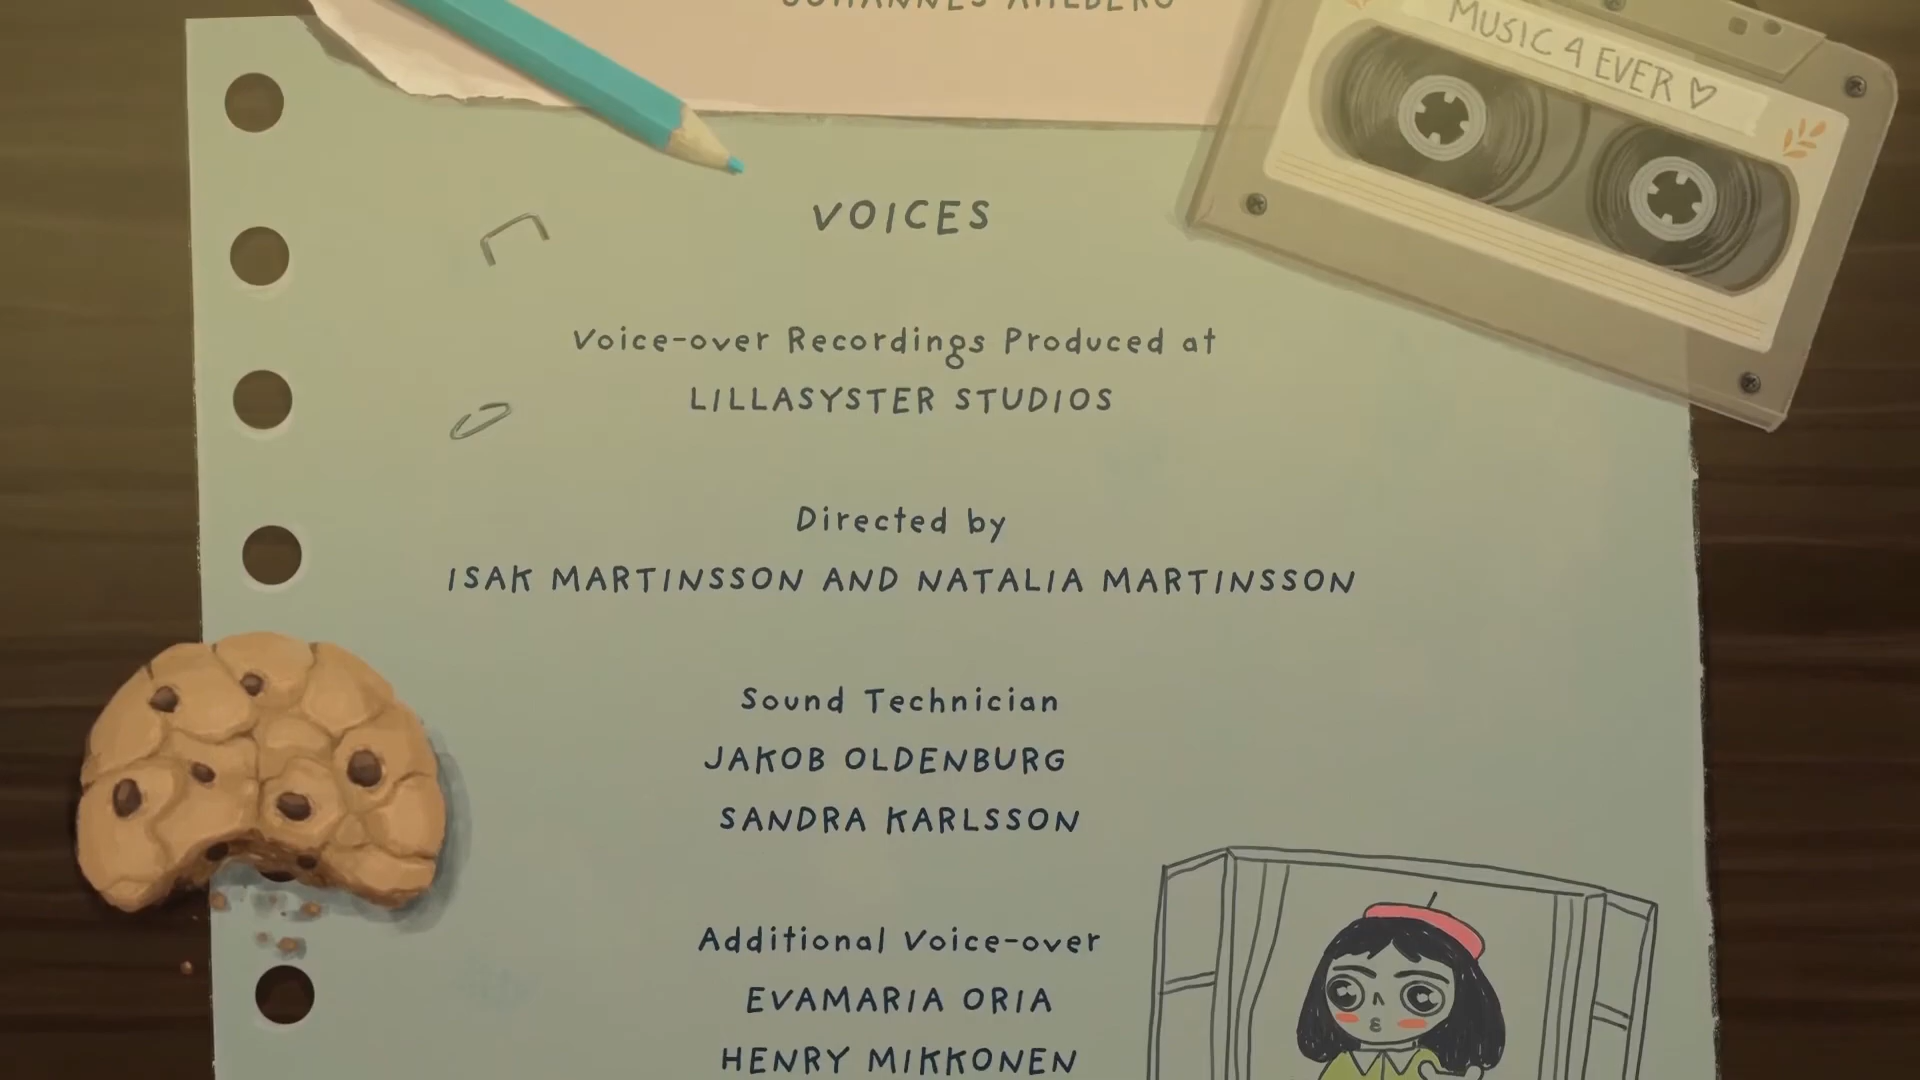 MUSIC 4 EVER
VOICES
Voice-over Recordings Produced at
LILLASYSTER STUDIOS
Directed by
ISAK MARTINSSON AND NATALIA MARTINSSON
Sound Technician
JAKOB OLDENBURG
SANDRA KARLSSON
Additional Voice-over
EVAMARIA ORIA
HENRY MIKKONEN